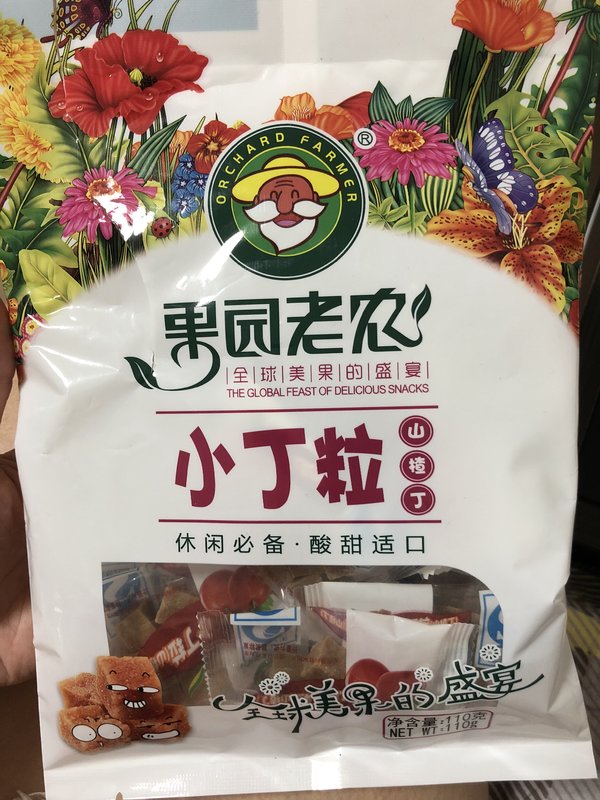 ORCHARD FARMER
®
果园老农
全球美果的盛宴
THE GLOBAL FEAST OF DELICIOUS SNACKS
小丁粒
山楂丁
休闲必备·酸甜适口
全球美果的盛宴
净含量:110克
NET WT:110g